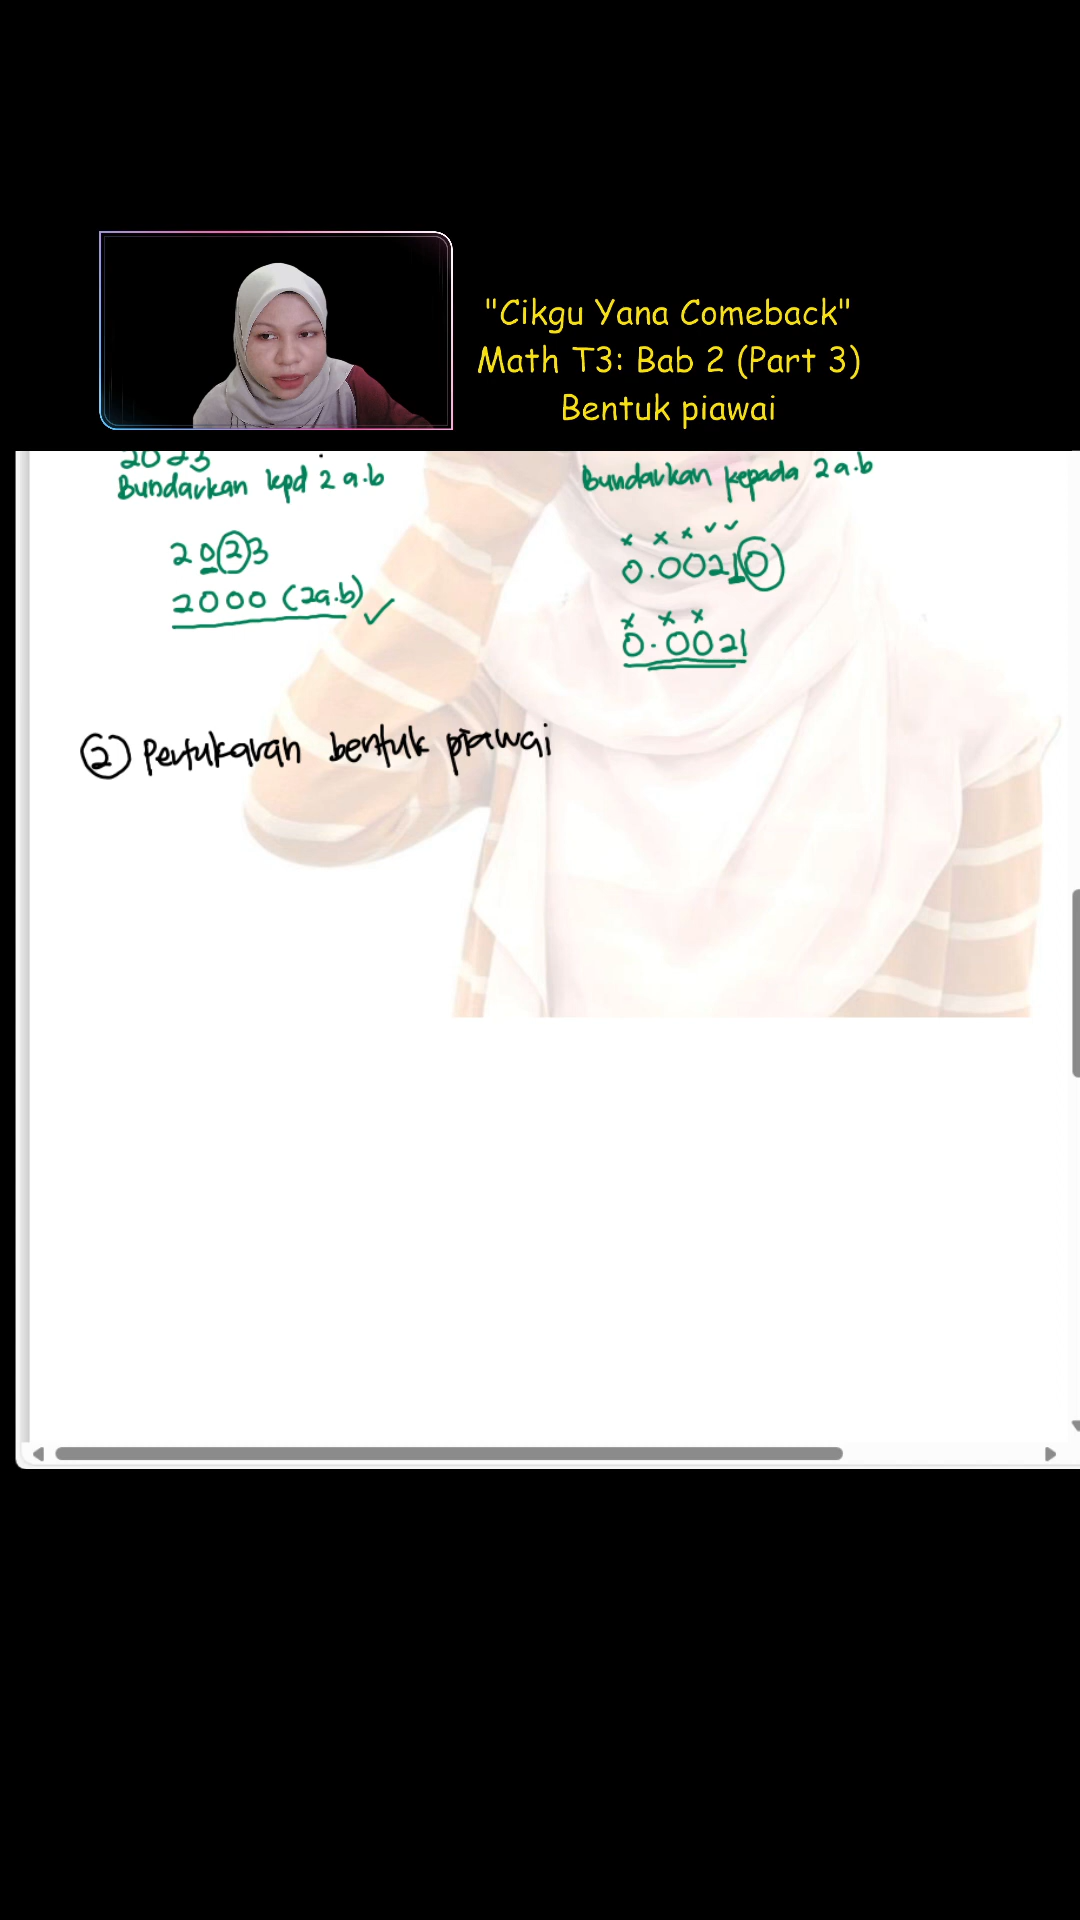 "Cikgu Yana Comeback"
Math T3: Bab 2 (Part 3)
Bentuk piawai
2023
Bundarkan kpd 2 a.b
2023
2000 (2a.b) ✓
Bundarkan kepada 2 a.b
x x x ✓ ✓
0.00210
x x x
0.0021
② Pertukaran bentuk piawai